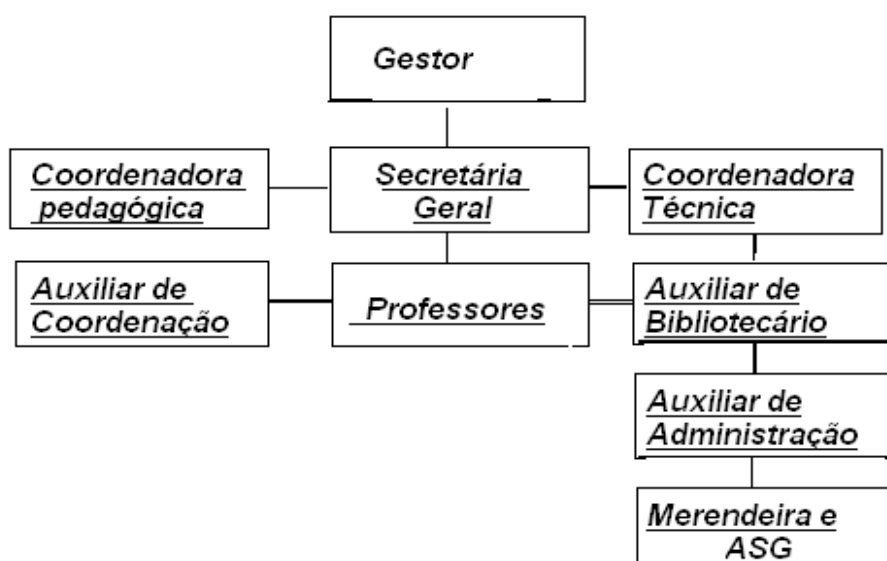 Gestor
Coordenadora
pedagógica
Secretária
Geral
Coordenadora
Técnica
Auxiliar de
Coordenação
Professores
Auxiliar de
Bibliotecário
Auxiliar de
Administração
Merendeira e
ASG